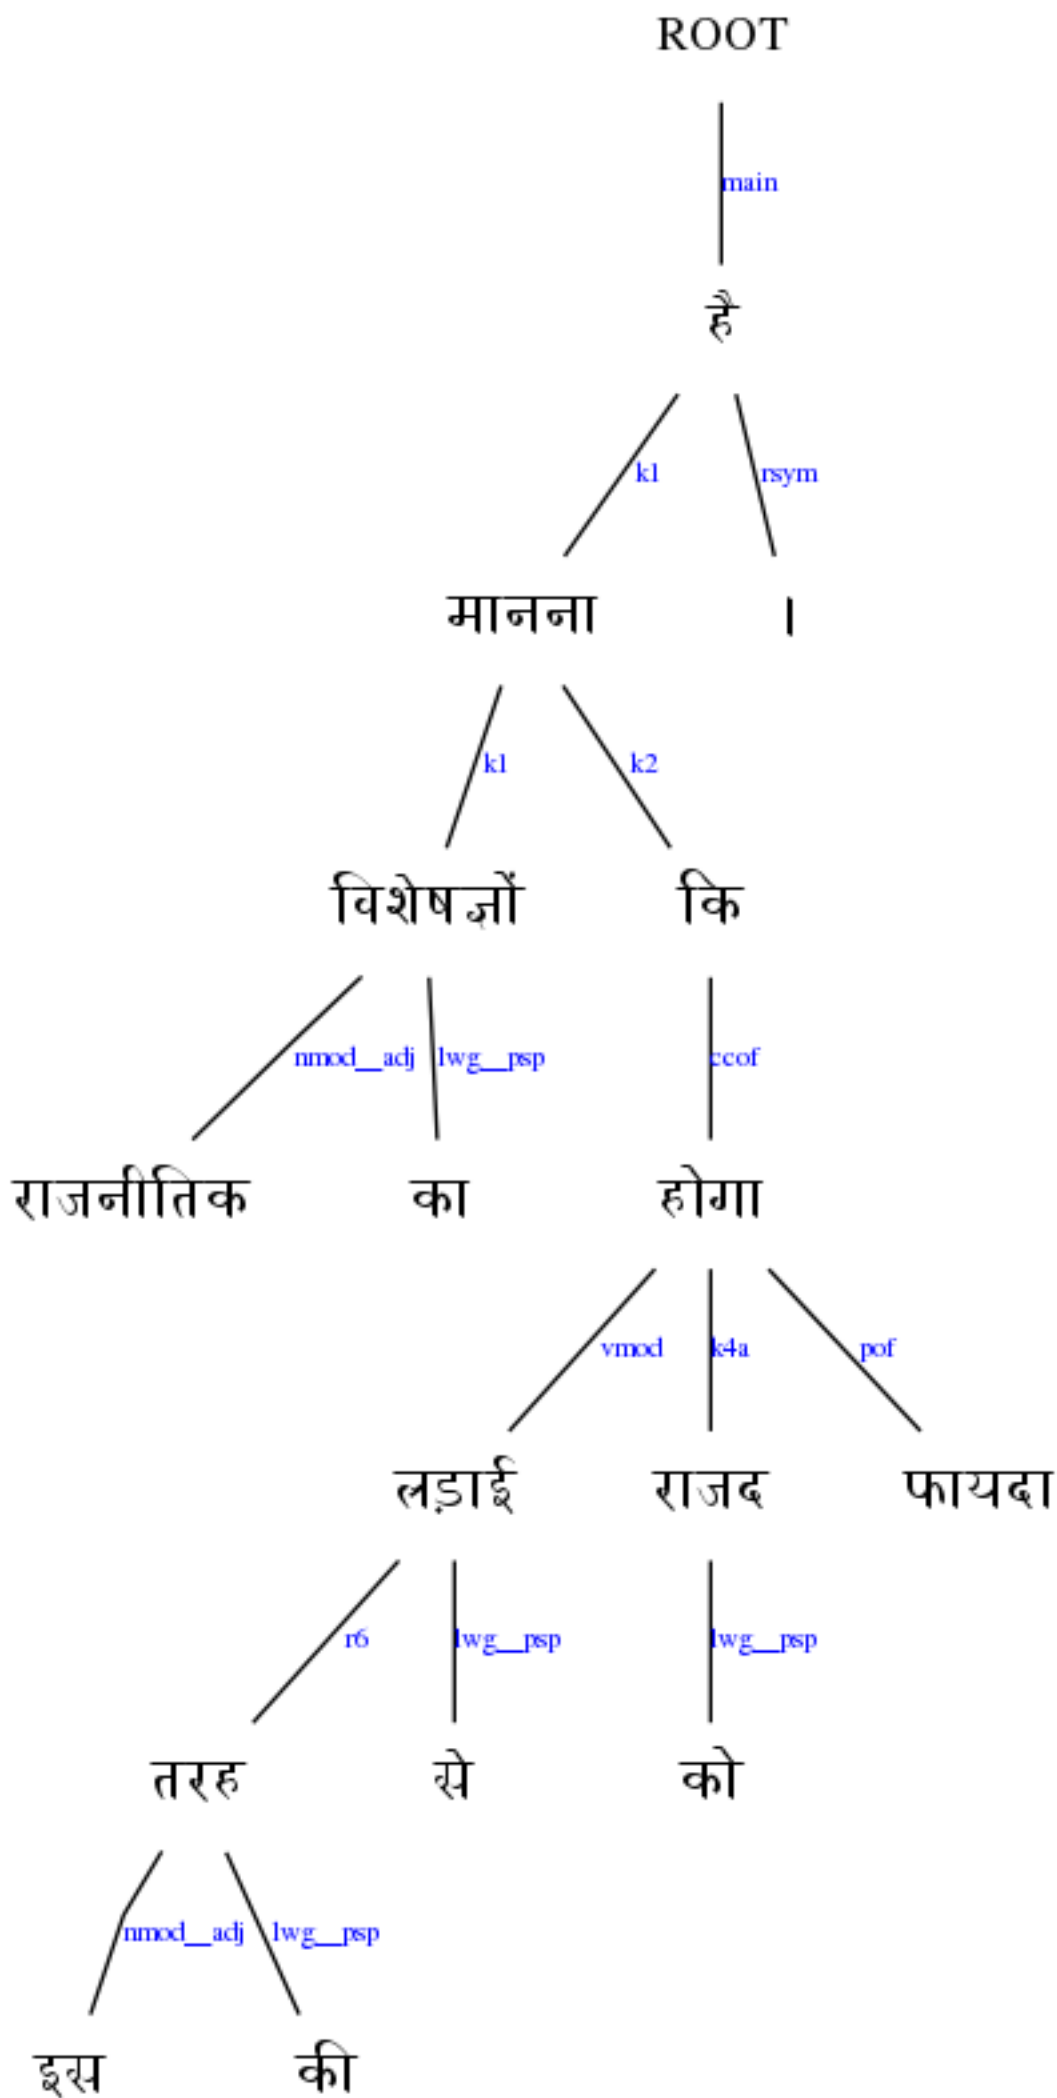 ROOT
main
है
k1 rsym
मानना ।
k1 k2
विशेषज्ञों कि
nmod__adj lwg__psp ccof
राजनीतिक का होगा
vmod k4a pof
लड़ाई राजद फायदा
r6 lwg__psp lwg__psp
तरह से को
nmod__adj lwg__psp
इस की